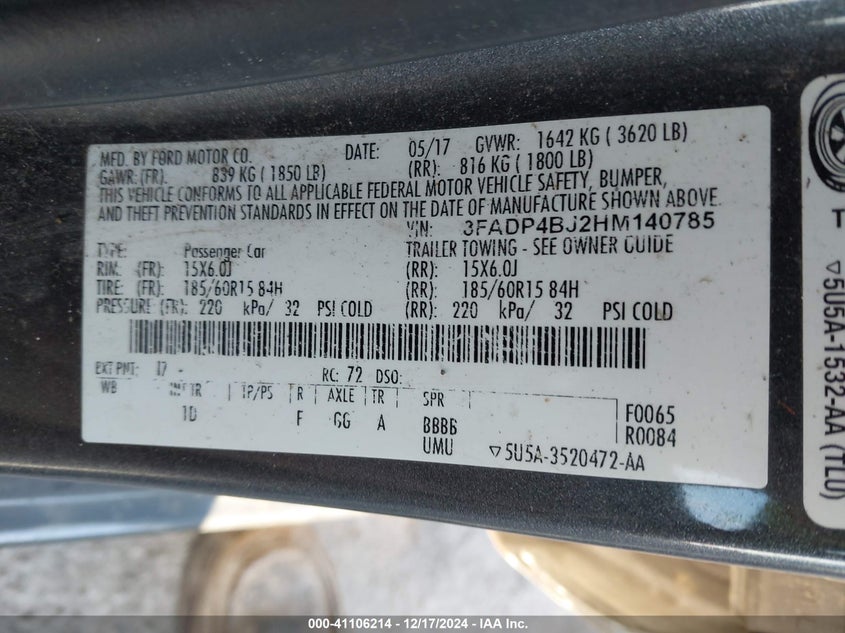 MFD. BY FORD MOTOR CO. DATE: 05/17 GVWR: 1642 KG ( 3620 LB)
GAWR: (FR): 839 KG ( 1850 LB) (RR): 816 KG ( 1800 LB)
THIS VEHICLE CONFORMS TO ALL APPLICABLE FEDERAL MOTOR VEHICLE SAFETY, BUMPER,
AND THEFT PREVENTION STANDARDS IN EFFECT ON THE DATE OF MANUFACTURE SHOWN ABOVE.
VIN: 3FADP4BJ2HM140785
TYPE: Passenger Car TRAILER TOWING - SEE OWNER GUIDE
RIM: (FR): 15X6.0J (RR): 15X6.0J
TIRE: (FR): 185/60R15 84H (RR): 185/60R15 84H
PRESSURE (FR): 220 kPa/ 32 PSI COLD (RR): 220 kPa/ 32 PSI COLD
EXT PNT: RC: 72 DSO:
WB INT TR TP/PS R AXLE TR SPR F0065
F GG A BBBB R0084
UMU ▽5U5A-3520472-AA
▽5U5A-1532-AA (TLU)
000-41106214 - 12/17/2024 - IAA Inc.